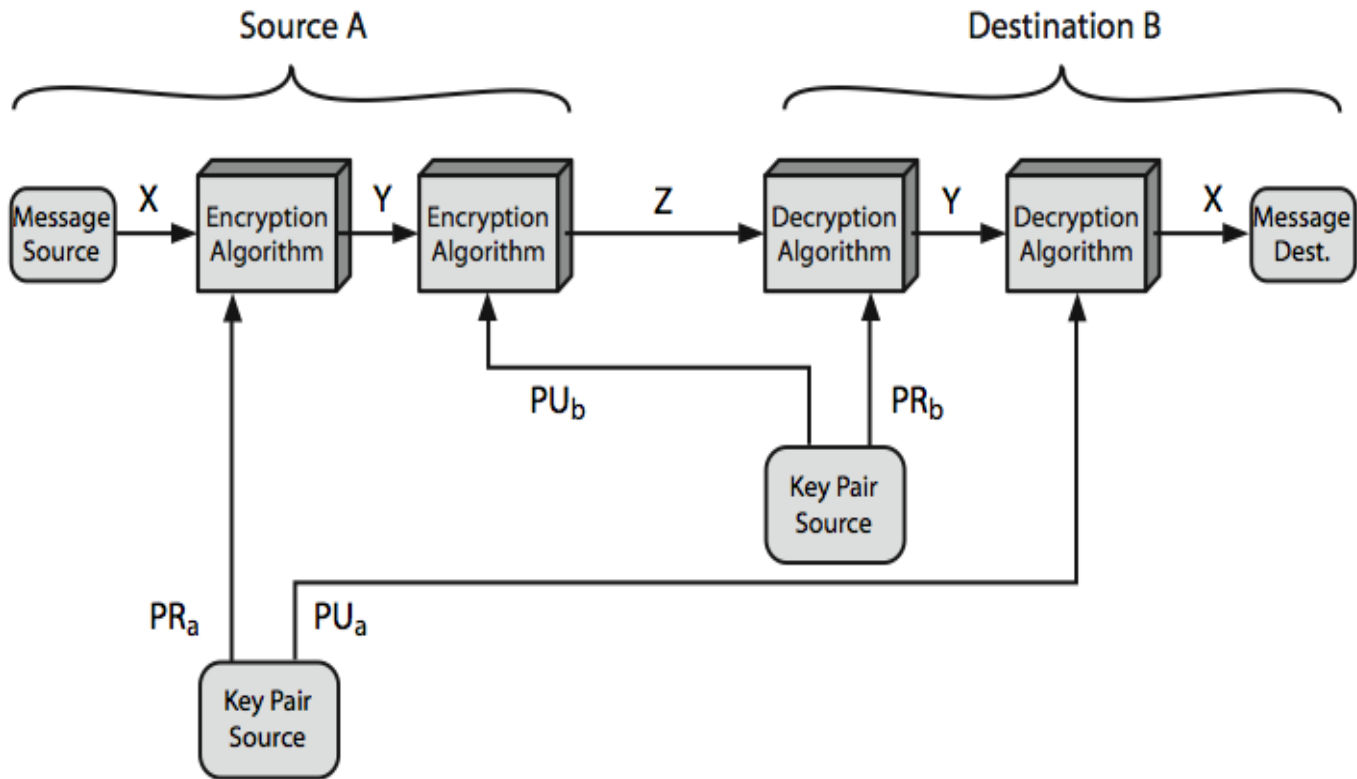 Source A
Destination B
Message
Source
X
Encryption
Algorithm
Y
Encryption
Algorithm
Z
Decryption
Algorithm
Y
Decryption
Algorithm
X
Message
Dest.
PUb
PRb
Key Pair
Source
PRa
PUa
Key Pair
Source